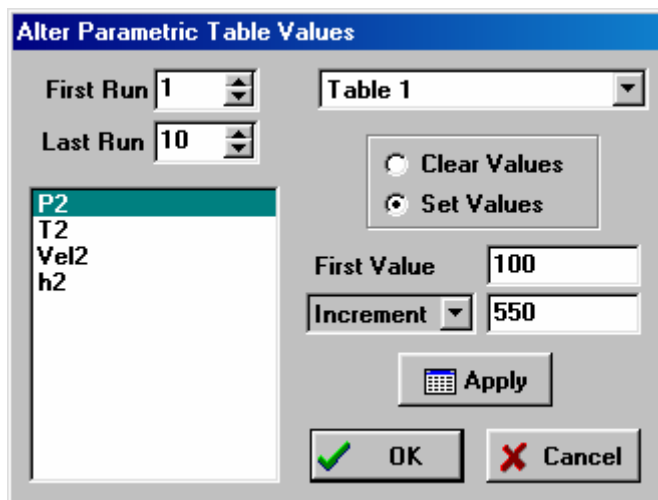 Alter Parametric Table Values
First Run 1
Table 1
Last Run 10
Clear Values
Set Values
P2
T2
Vel2
h2
First Value 100
Increment 550
Apply
OK
Cancel